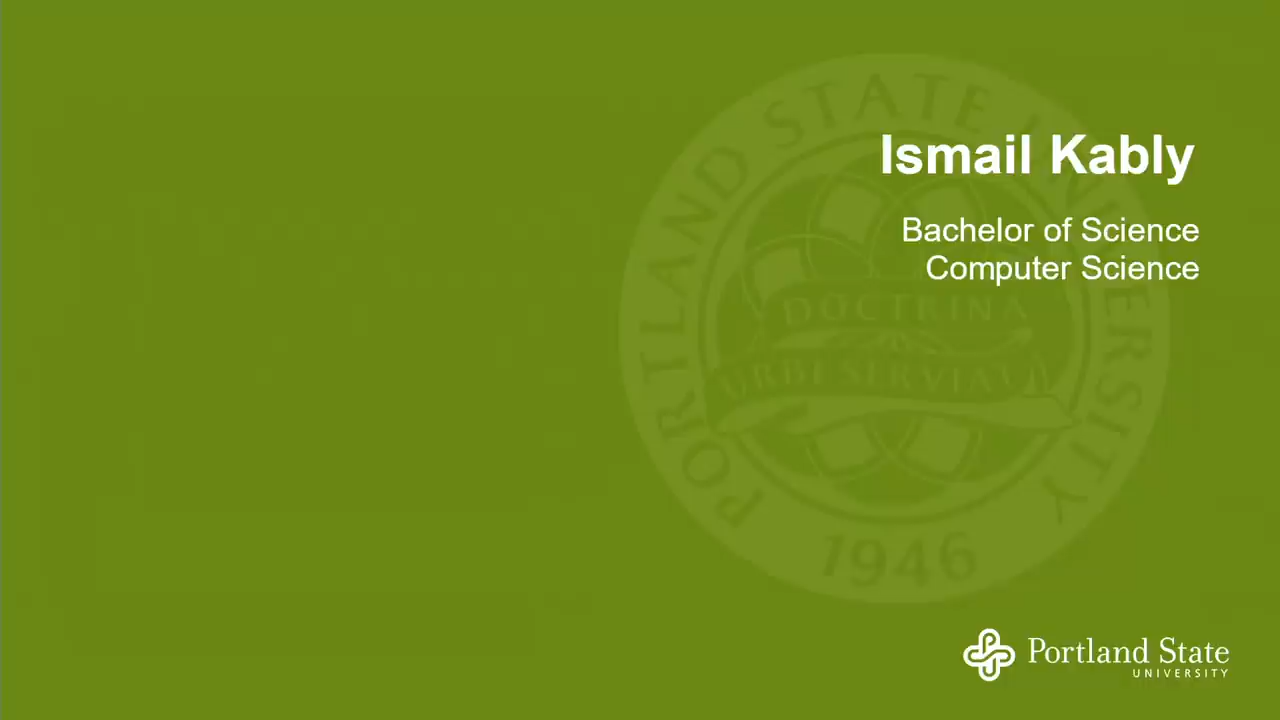 Ismail Kably
Bachelor of Science
Computer Science
PORTLAND STATE UNIVERSITY
DOCTRINA
URBI SERVIAT
1946
Portland State
UNIVERSITY